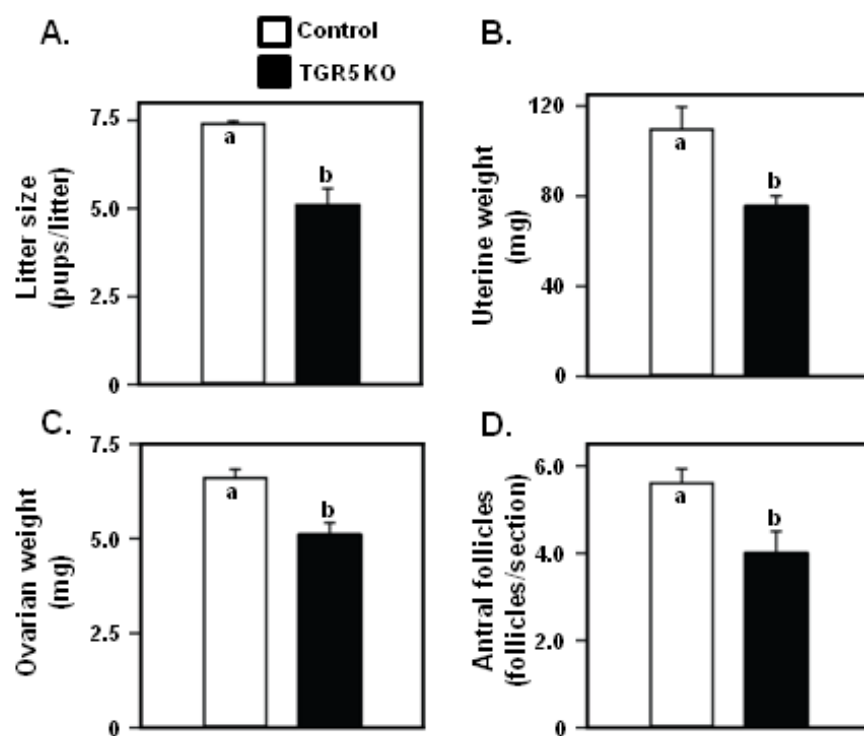 A.
Control
TGR5KO
B.
7.5
5.0
2.5
0
Litter size
(pups/litter)
a
b
120
80
40
0
Uterine weight
(mg)
a
b
C.
7.5
5.0
2.5
0
Ovarian weight
(mg)
a
b
D.
6.0
4.0
2.0
0
Antral follicles
(follicles/section)
a
b